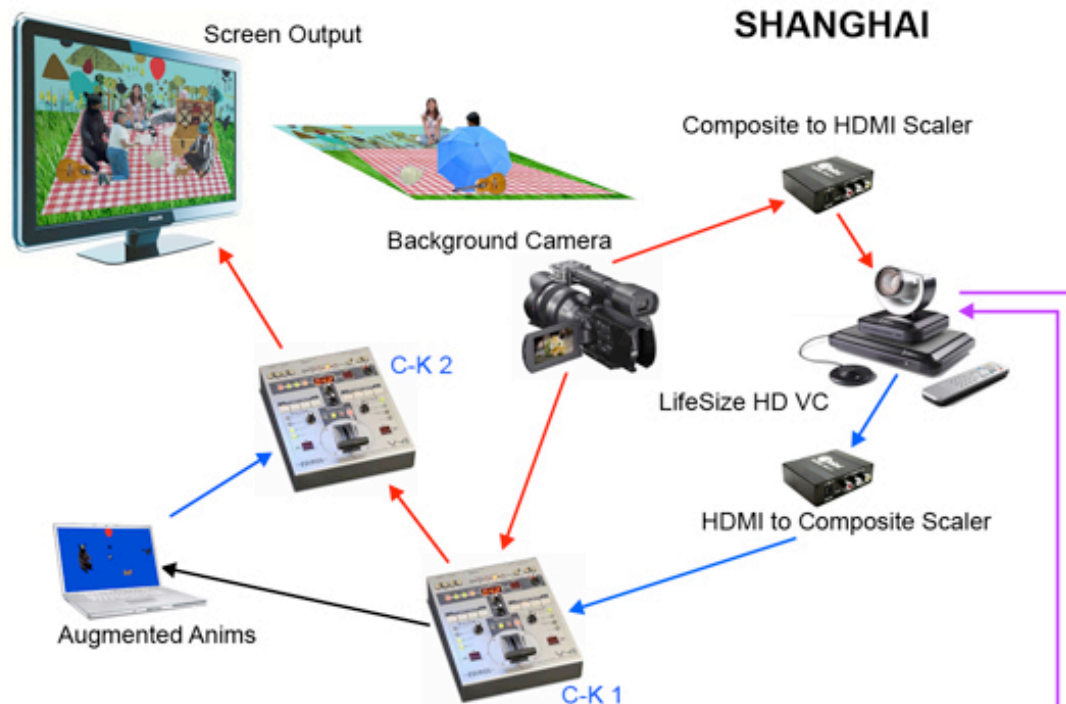 SHANGHAI
Screen Output
Composite to HDMI Scaler
Background Camera
C-K 2
LifeSize HD VC
HDMI to Composite Scaler
Augmented Anims
C-K 1